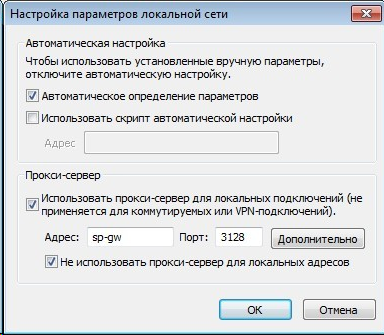 Настройка параметров локальной сети
Автоматическая настройка
Чтобы использовать установленные вручную параметры,
отключите автоматическую настройку.
Автоматическое определение параметров
Использовать скрипт автоматической настройки
Адрес
Прокси-сервер
Использовать прокси-сервер для локальных подключений (не
применяется для коммутируемых или VPN-подключений).
Адрес: sp-gw Порт: 3128 Дополнительно
Не использовать прокси-сервер для локальных адресов
ОК Отмена